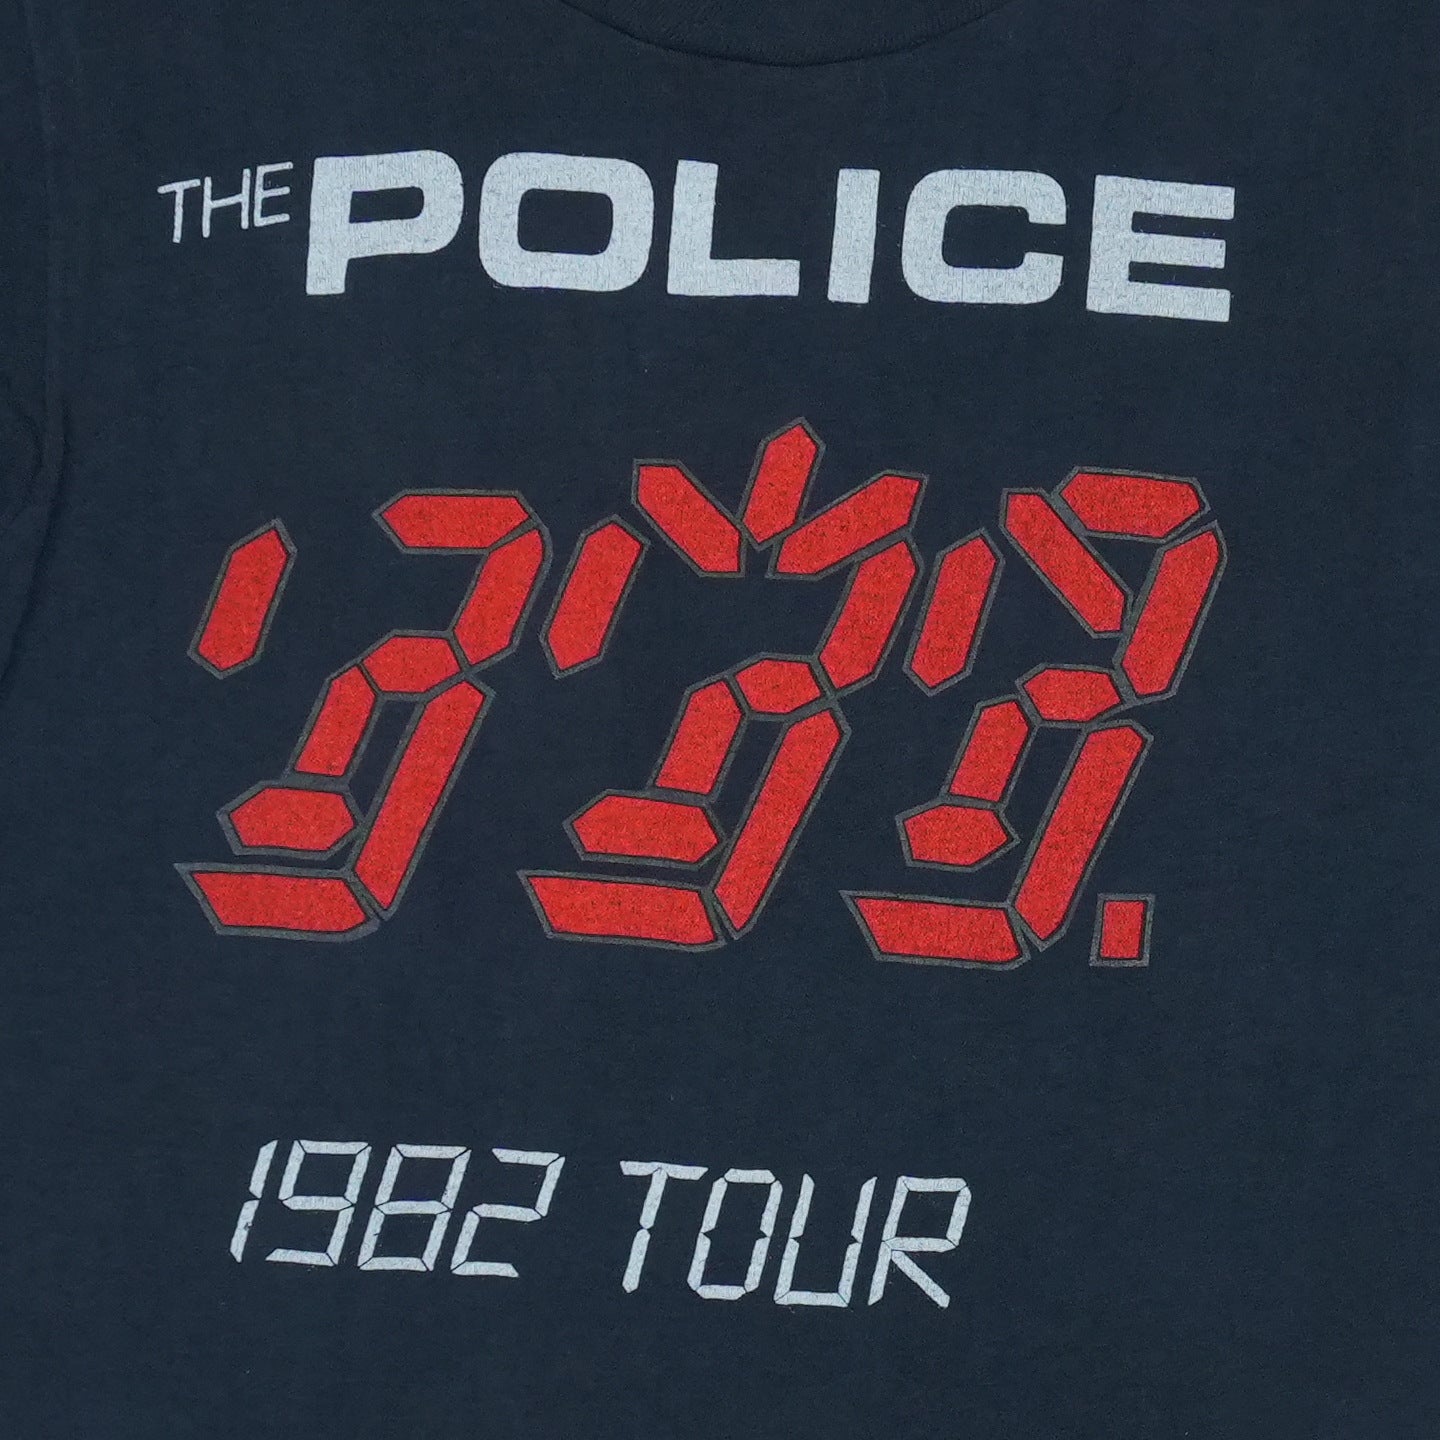 THE POLICE
1982 TOUR